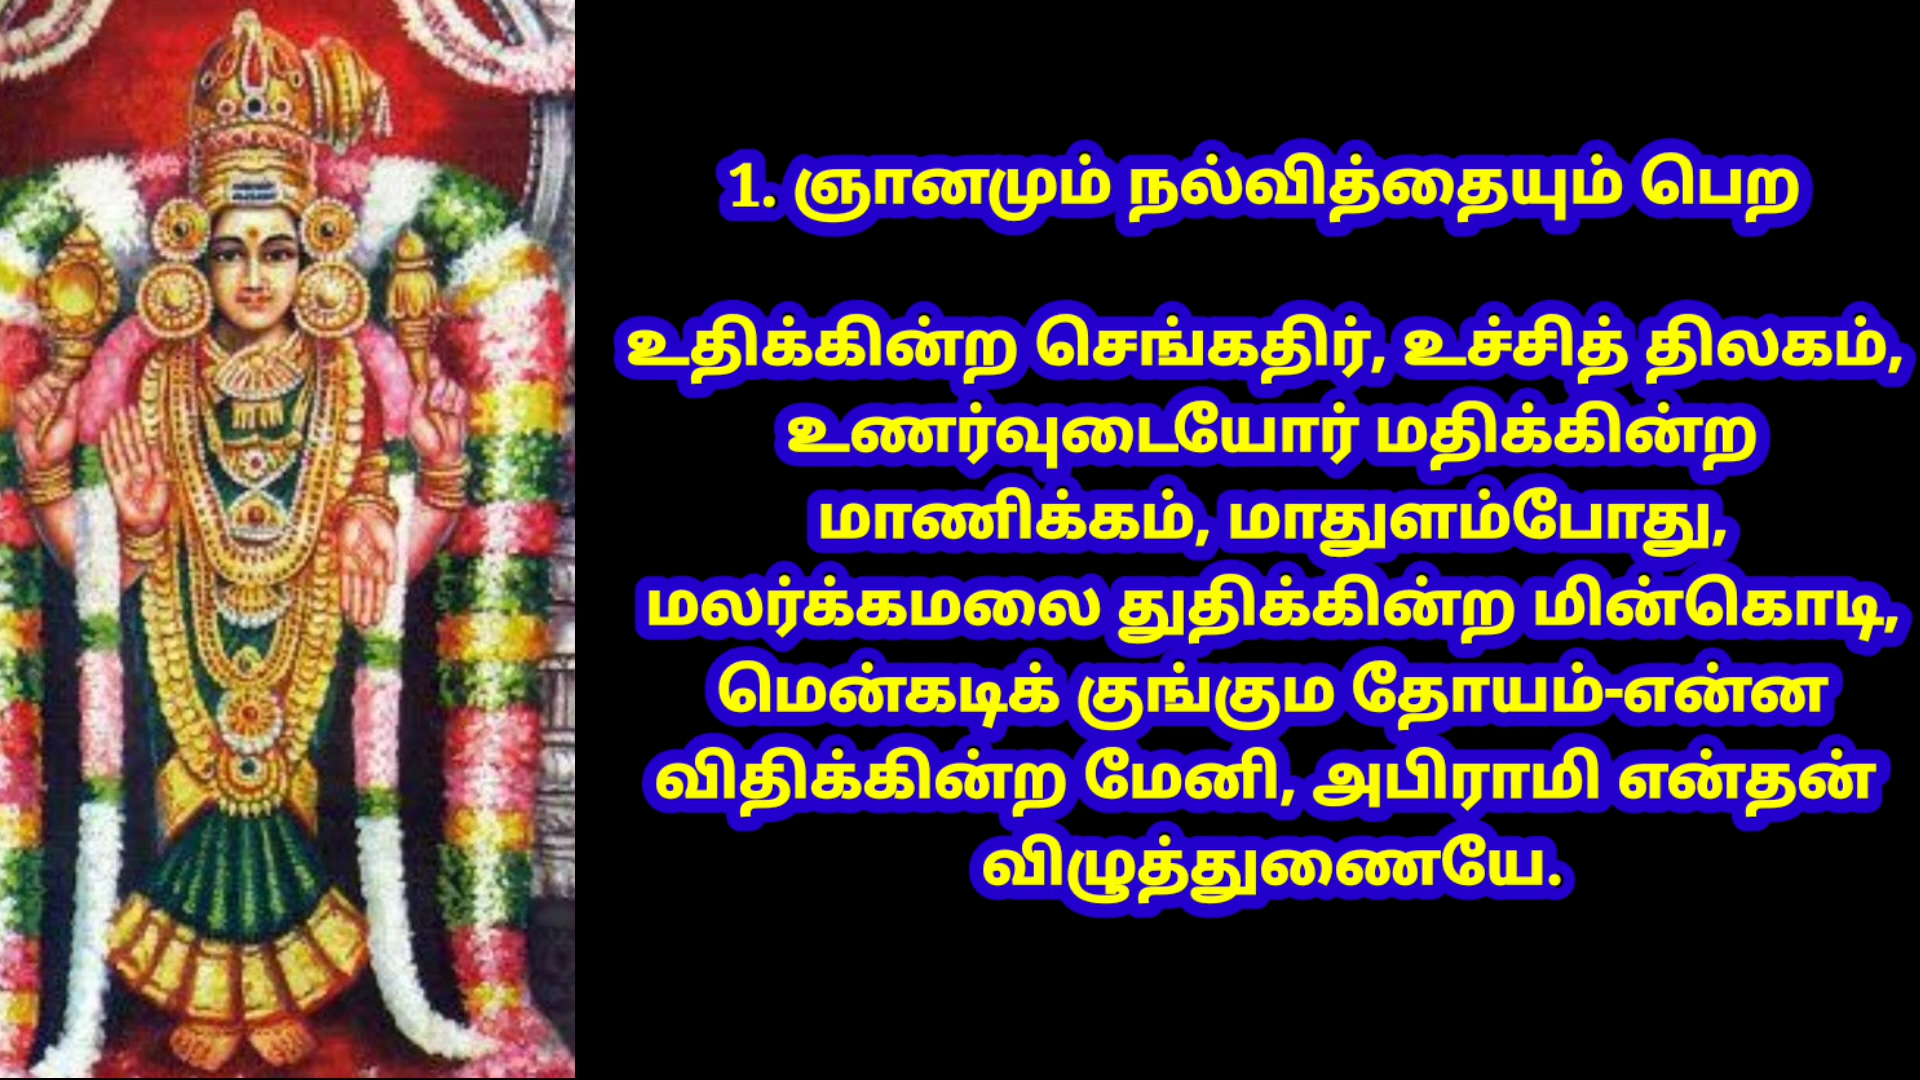 1. ஞானமும் நல்வித்தையும் பெற
உதிக்கின்ற செங்கதிர், உச்சித் திலகம்,
உணர்வுடையோர் மதிக்கின்ற
மாணிக்கம், மாதுளம்போது,
மலர்க்கமலை துதிக்கின்ற மின்கொடி,
மென்கடிக் குங்கும தோயம்-என்ன
விதிக்கின்ற மேனி, அபிராமி என்தன்
விழுத்துணையே.